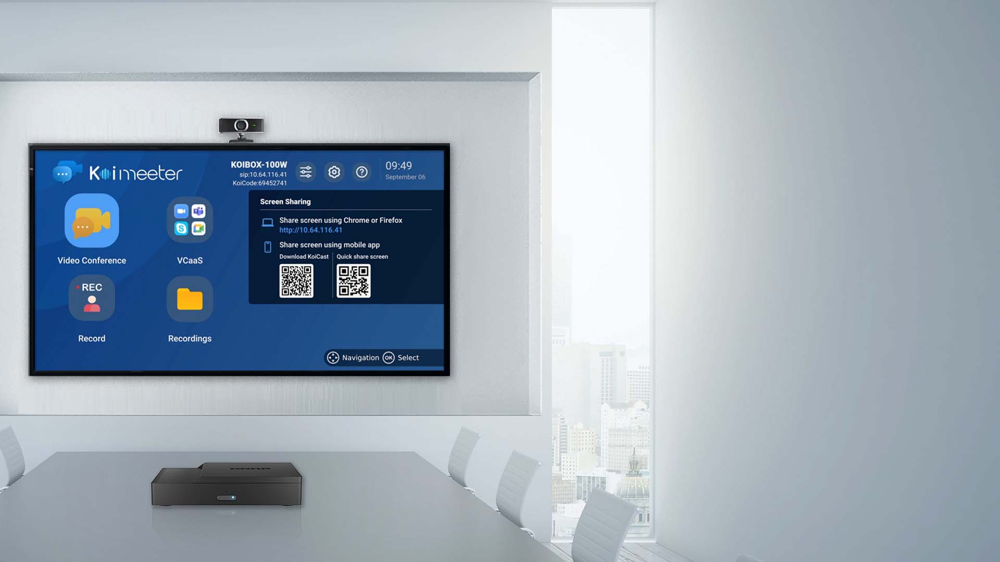 Koimeeter
KOIBOX-100W
sip:10.64.116.41
KoiCode:69452741
09:49
September 06
Video Conference
VCaaS
REC
Record
Recordings
Screen Sharing
Share screen using Chrome or Firefox
http://10.64.116.41
Share screen using mobile app
Download KoiCast
Quick share screen
Navigation
OK
Select
QNAP